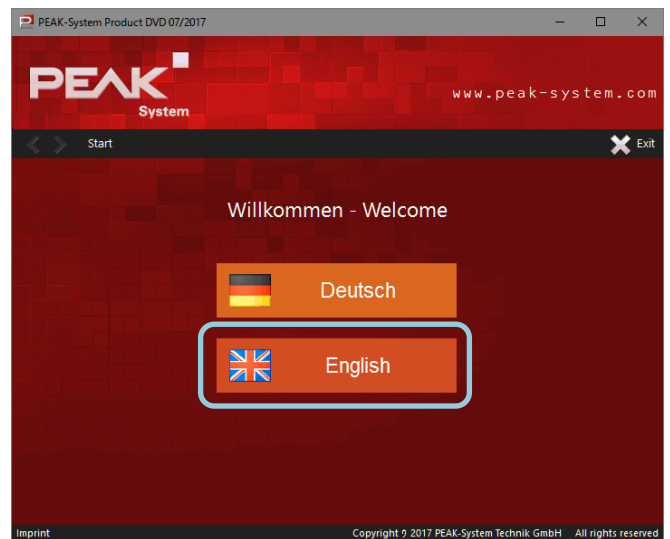 PEAK-System Product DVD 07/2017
PEAK
System
www.peak-system.com
Start
Exit
Willkommen - Welcome
Deutsch
English
Imprint
Copyright 9 2017 PEAK-System Technik GmbH All rights reserved